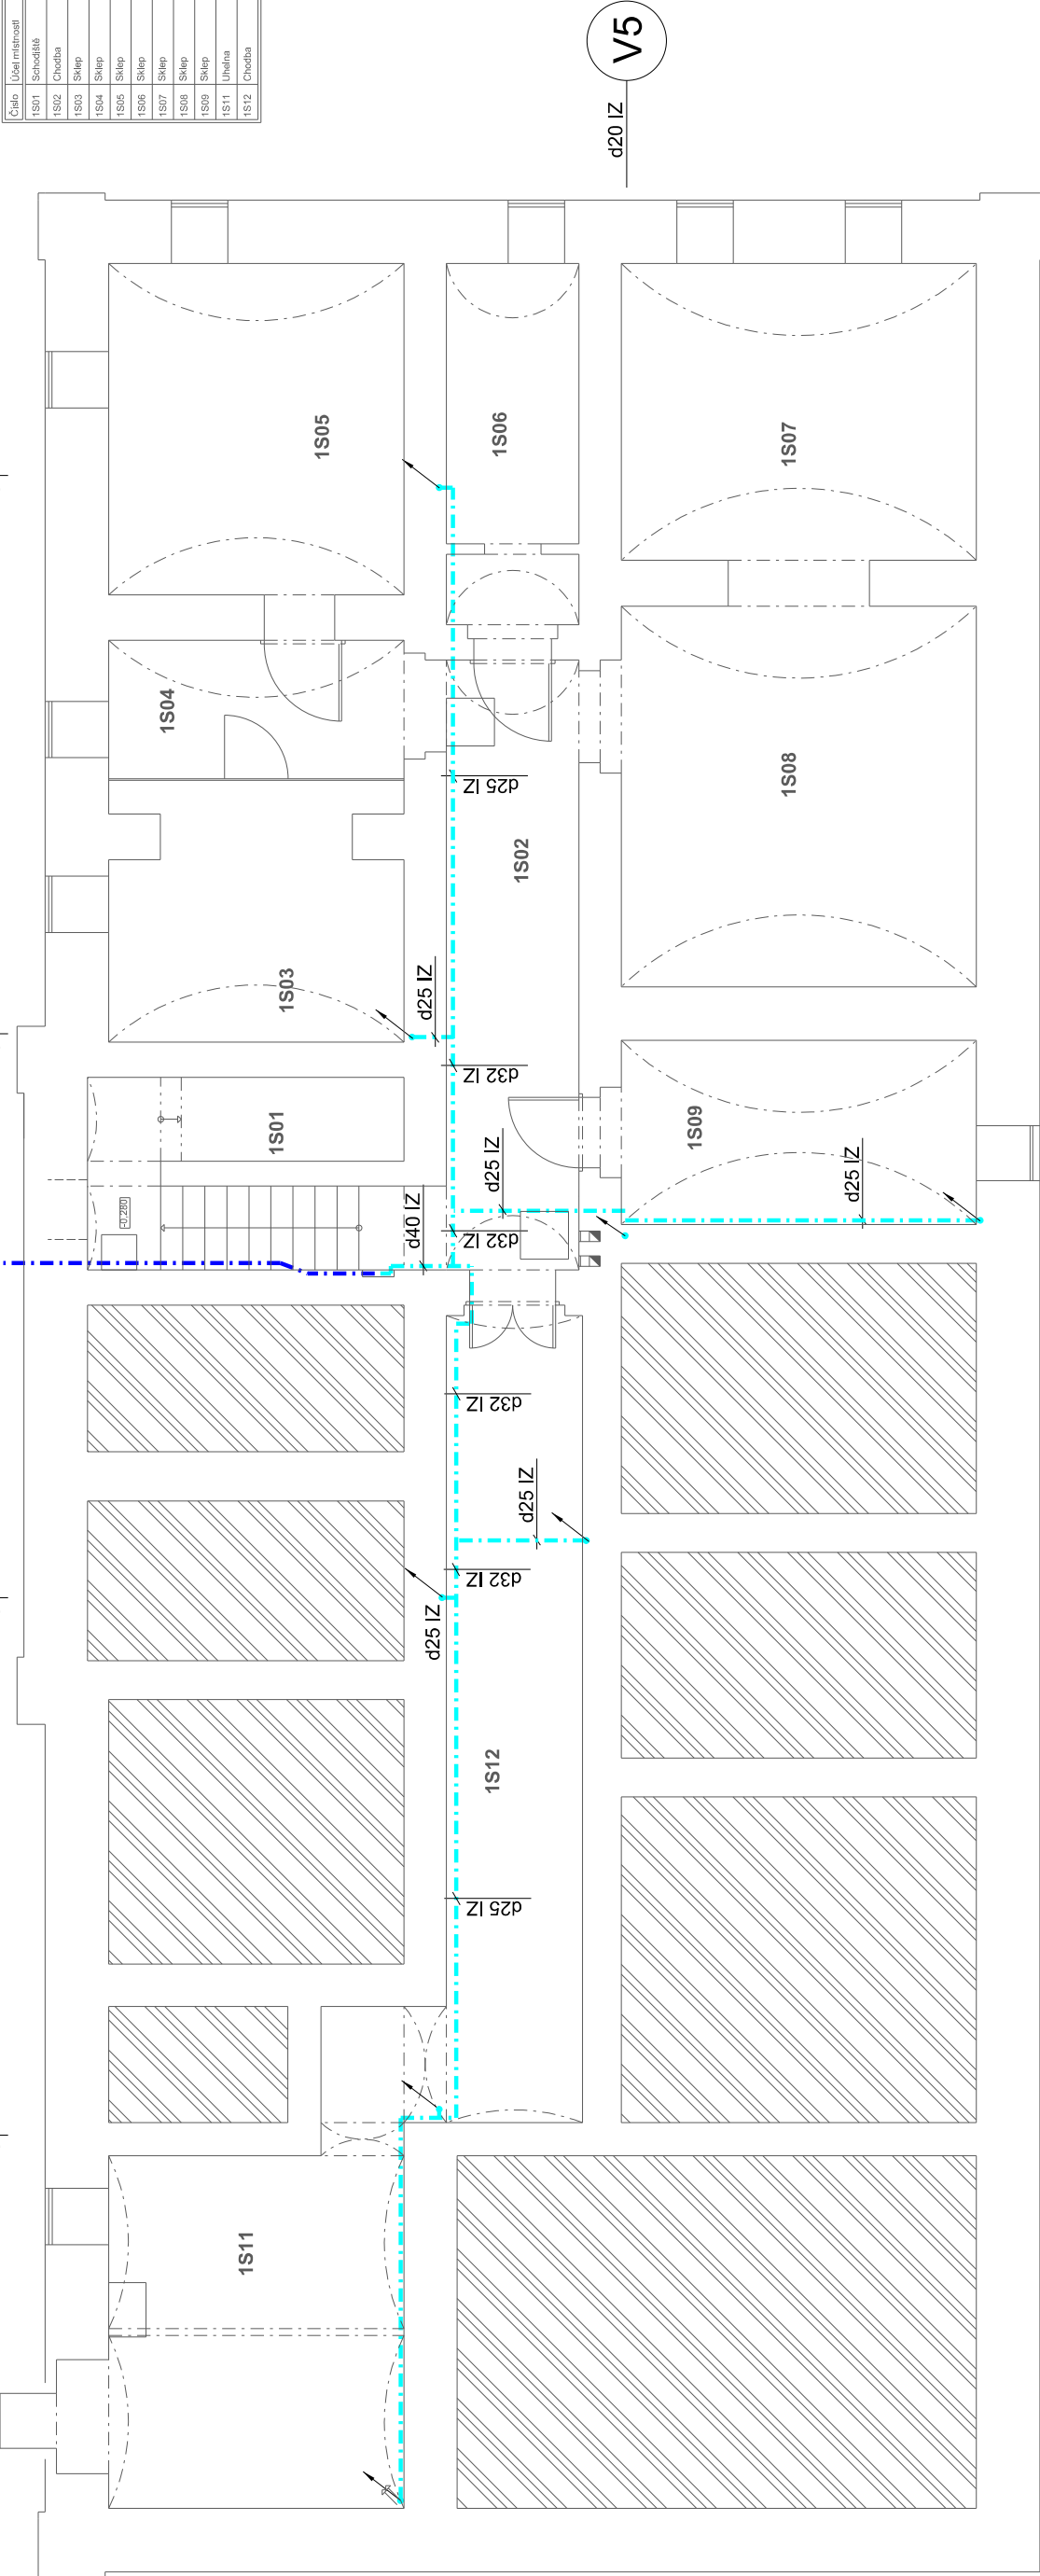 Číslo Účel místnosti
1S01 Schodiště
1S02 Chodba
1S03 Sklep
1S04 Sklep
1S05 Sklep
1S06 Sklep
1S07 Sklep
1S08 Sklep
1S09 Sklep
1S11 Uhelna
1S12 Chodba
V5
d20 IZ
1S05
1S06
1S07
1S04
d25 IZ
1S08
1S02
1S03
d25 IZ
d32 IZ
1S01
1S09
d25 IZ
d25 IZ
-0,280
d40 IZ
d32 IZ
d32 IZ
d25 IZ
d32 IZ
d25 IZ
1S12
d25 IZ
1S11